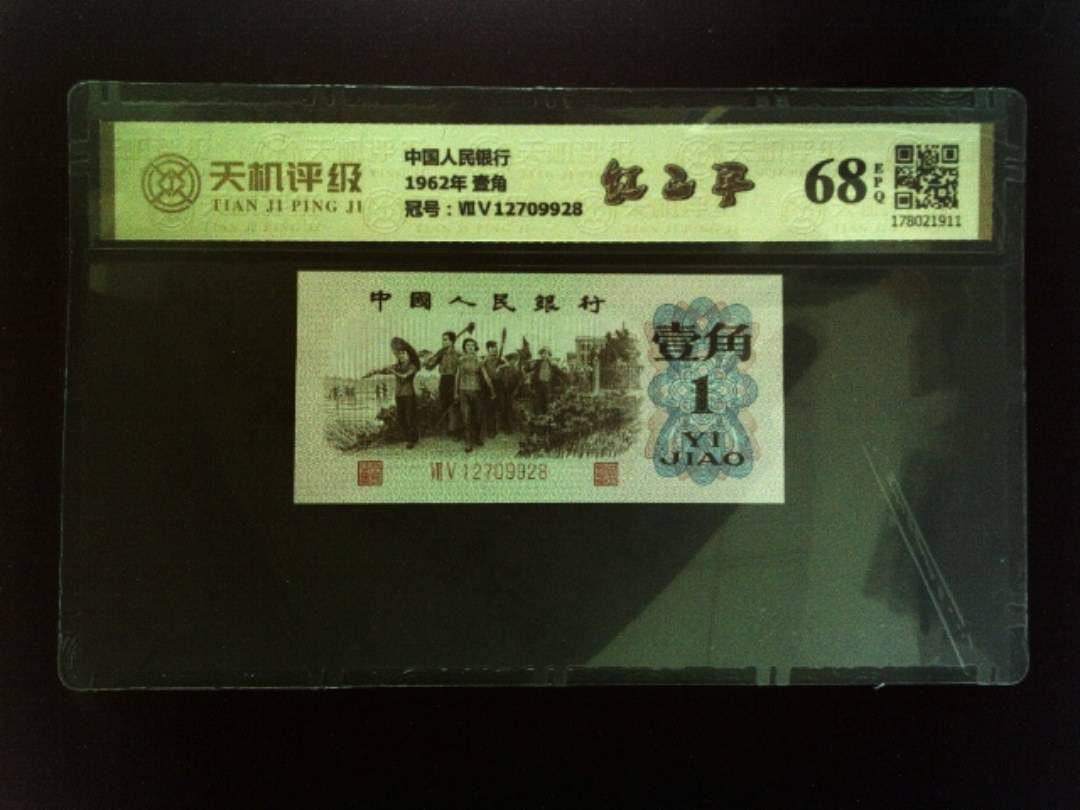 天机评级
TIAN JI PING JI
中国人民银行
1962年 壹角
冠号：ⅦⅤ12709928
红二平
68
EPQ
178021911
中國人民銀行
壹角
1
YI
JIAO
ⅦⅤ12709928